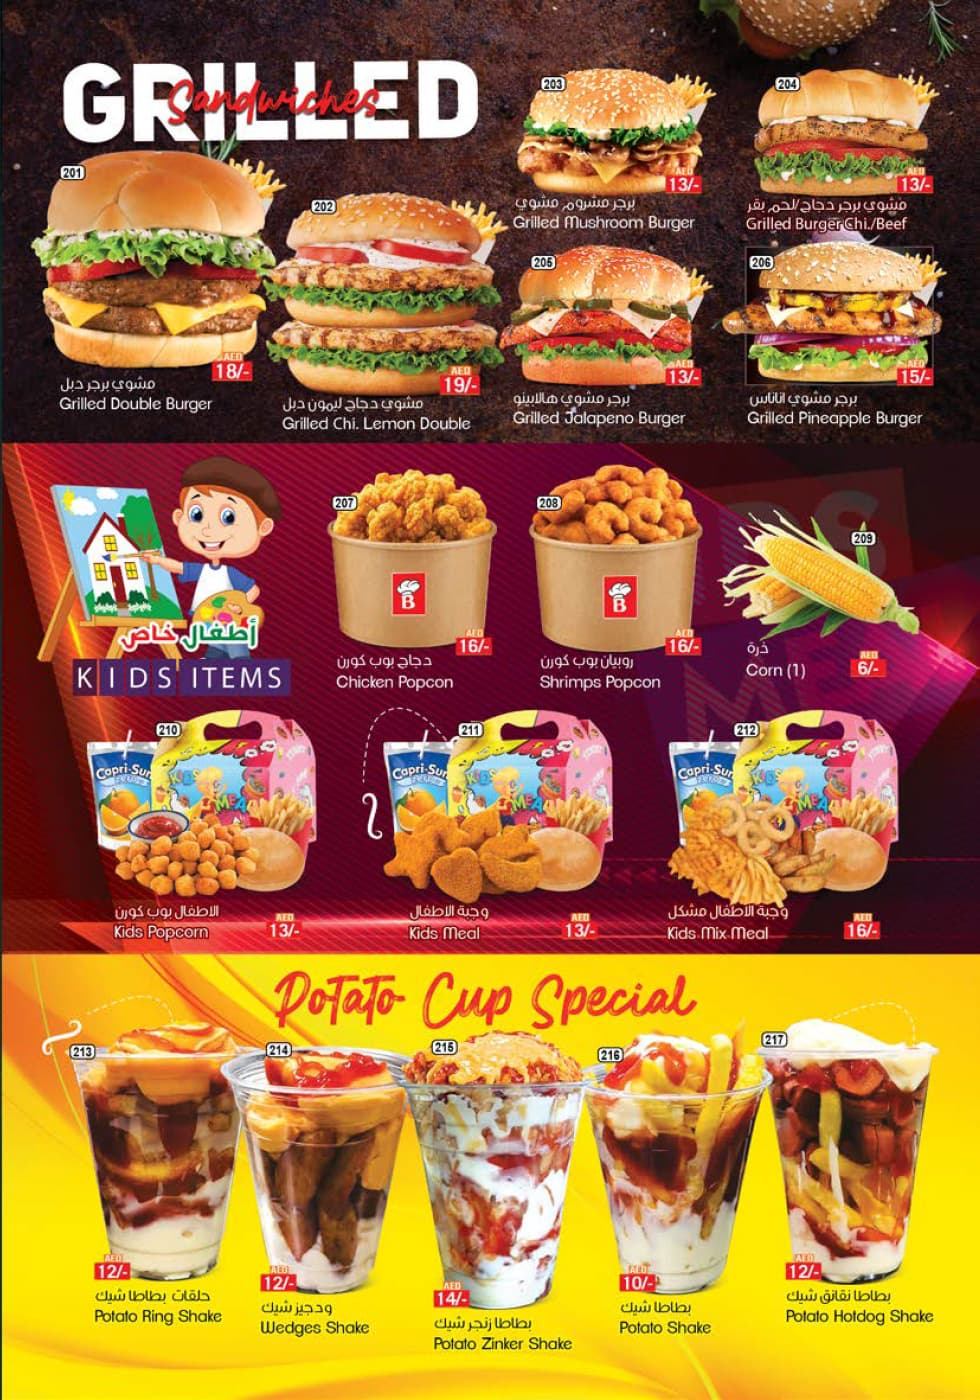 GRILLED
Sandwiches
201
AED
18/-
مشوي برجر دبل
Grilled Double Burger
202
AED
19/-
مشوي دجاج ليمون دبل
Grilled Chi. Lemon Double
203
AED
13/-
برجر مشروم مشوي
Grilled Mushroom Burger
204
AED
13/-
مشوي برجر دجاج/لحم بقر
Grilled Burger Chi./Beef
205
AED
13/-
برجر مشوي هالابينو
Grilled Jalapeno Burger
206
AED
15/-
برجر مشوي اناناس
Grilled Pineapple Burger
أطفال خاص
KIDS ITEMS
207
B
AED
16/-
دجاج بوب كورن
Chicken Popcon
208
B
AED
16/-
روبيان بوب كورن
Shrimps Popcon
209
ذرة
Corn (1)
AED
6/-
210
Capri-Sun
KIDS
MEAL
الاطفال بوب كورن
Kids Popcorn
AED
13/-
211
Capri-Sun
KIDS
MEAL
وجبة الاطفال
Kids Meal
AED
13/-
212
Capri-Sun
KIDS
MEAL
وجبة الاطفال مشكل
Kids Mix Meal
AED
16/-
Potato Cup Special
213
AED
12/-
حلقات بطاطا شيك
Potato Ring Shake
214
AED
12/-
ودجيز شيك
Wedges Shake
215
AED
14/-
بطاطا زنجر شيك
Potato Zinker Shake
216
AED
10/-
بطاطا شيك
Potato Shake
217
AED
12/-
بطاطا نقانق شيك
Potato Hotdog Shake